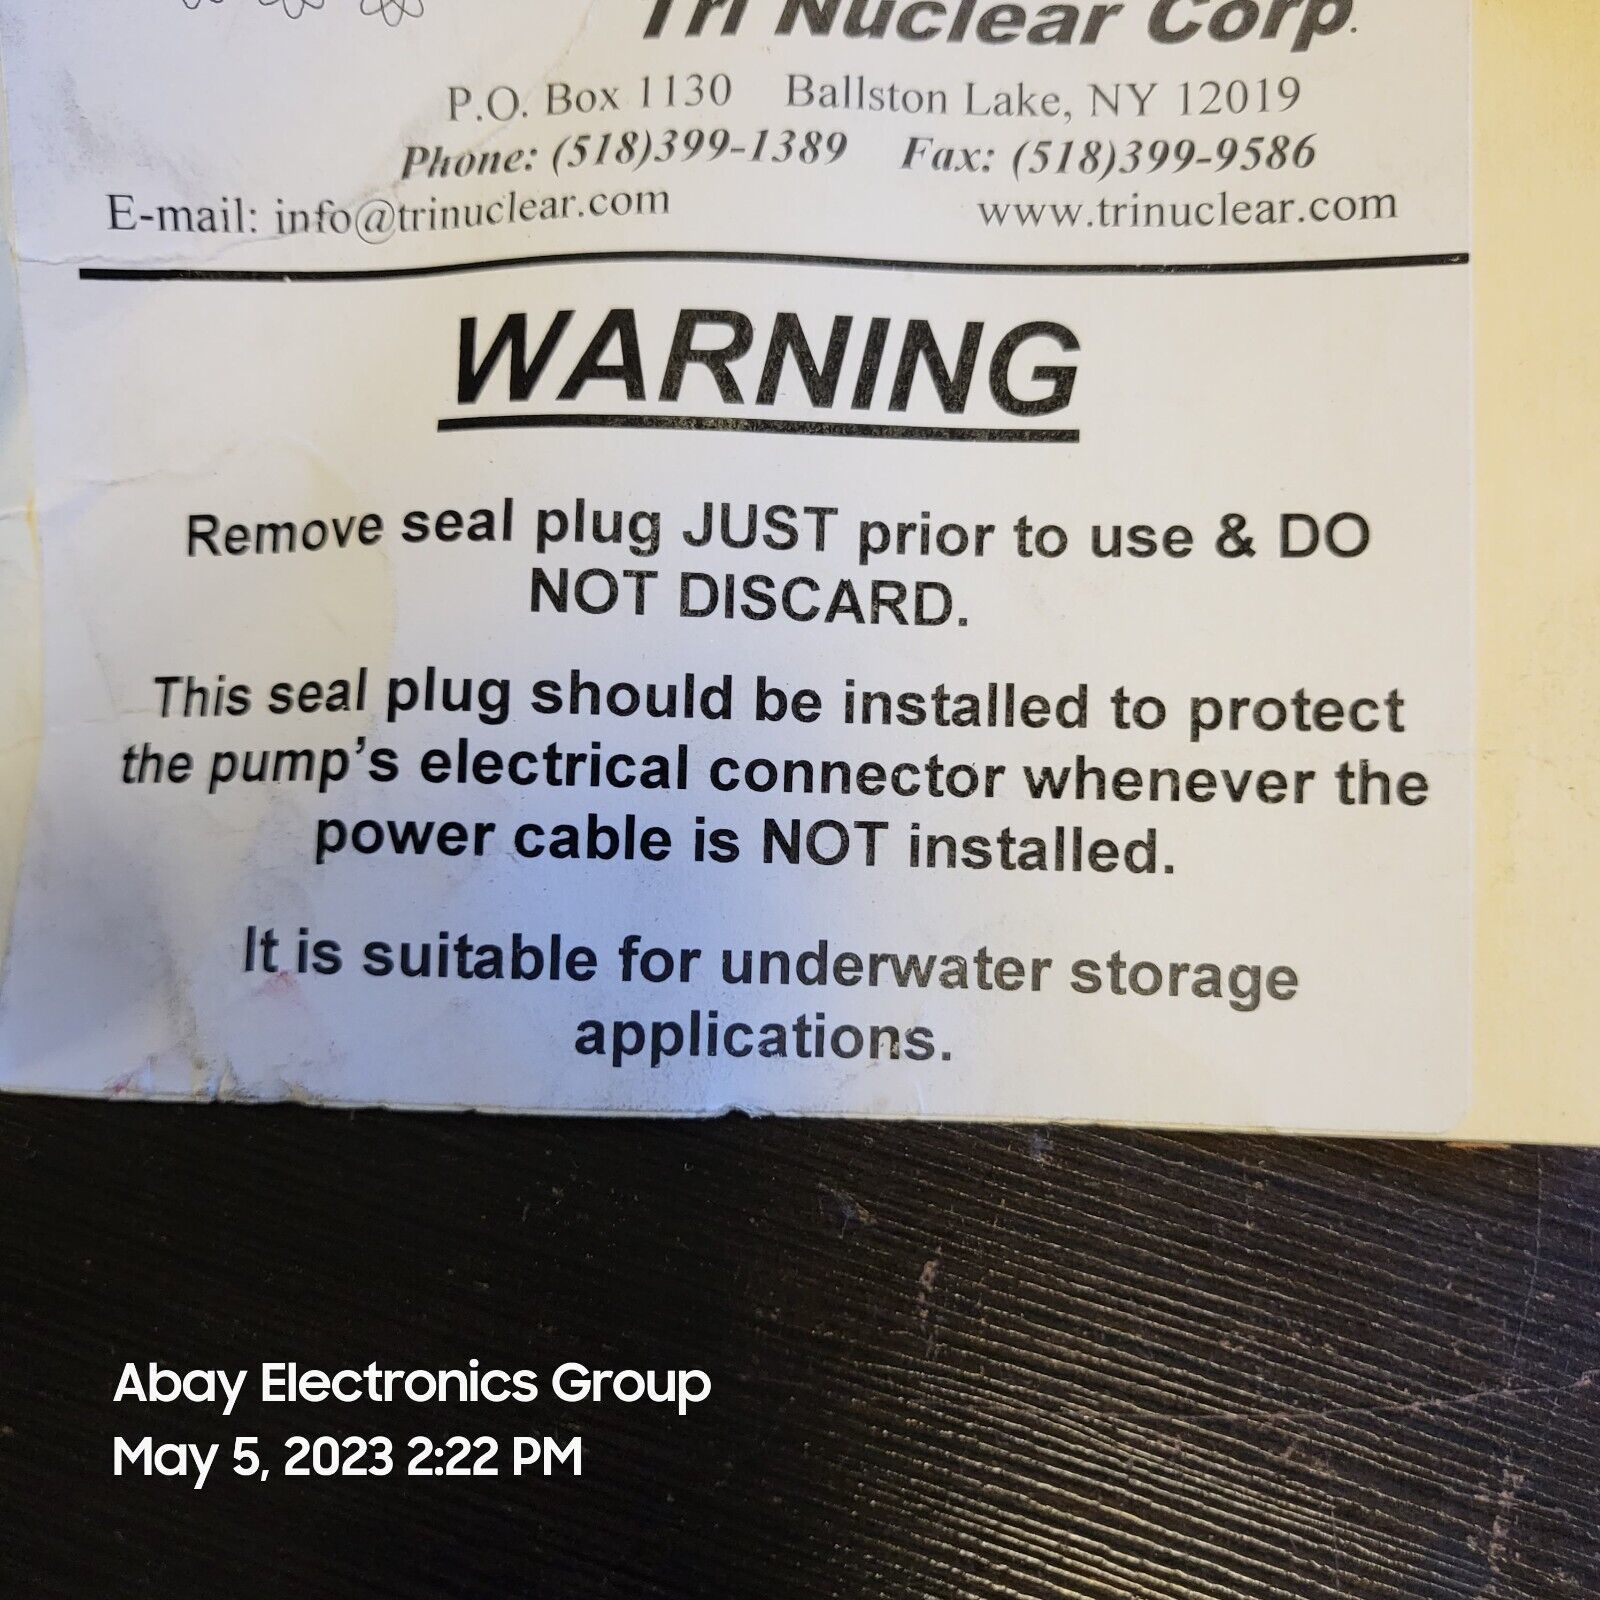 Tri Nuclear Corp.
P.O. Box 1130 Ballston Lake, NY 12019
Phone: (518)399-1389 Fax: (518)399-9586
E-mail: info@trinuclear.com www.trinuclear.com
WARNING
Remove seal plug JUST prior to use & DO
NOT DISCARD.
This seal plug should be installed to protect
the pump's electrical connector whenever the
power cable is NOT installed.
It is suitable for underwater storage
applications.
Abay Electronics Group
May 5, 2023 2:22 PM